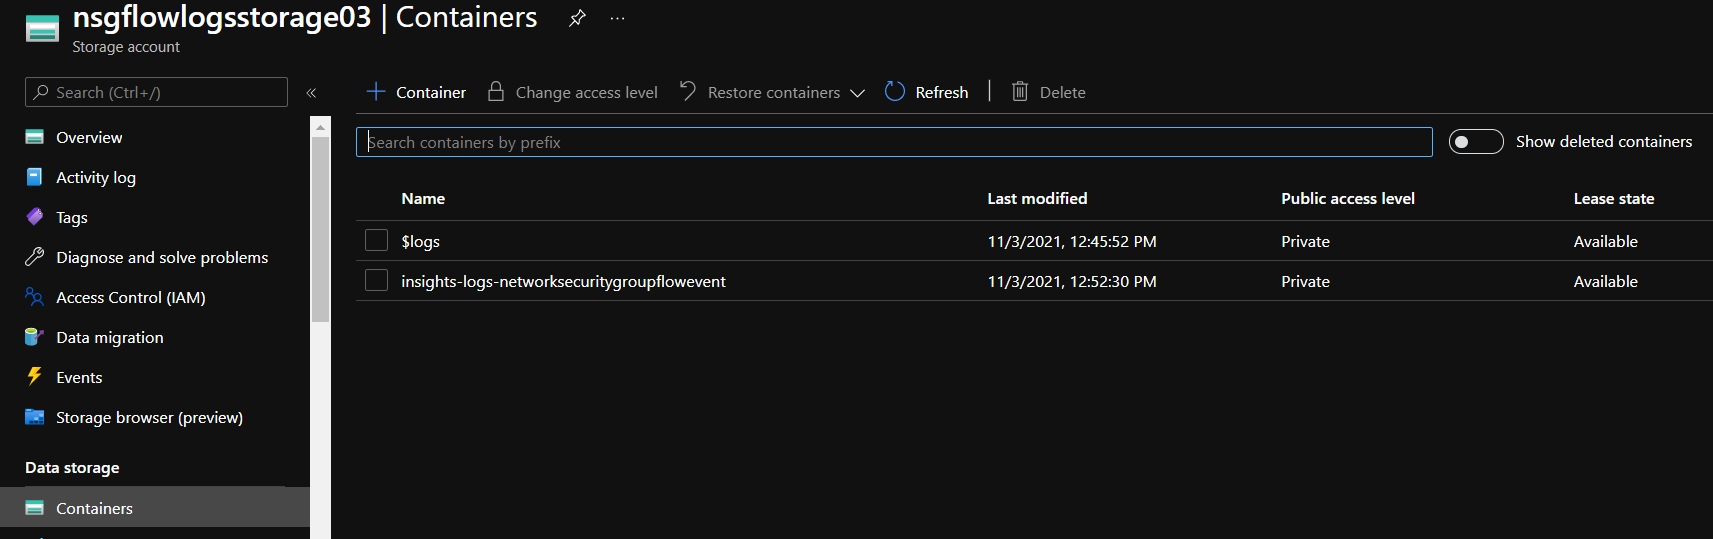 nsgflowlogsstorage03 | Containers
Storage account
Search (Ctrl+/)
Overview
Activity log
Tags
Diagnose and solve problems
Access Control (IAM)
Data migration
Events
Storage browser (preview)
Data storage
Containers
Container Change access level Restore containers Refresh Delete
Search containers by prefix
Show deleted containers
Name Last modified Public access level Lease state
$logs 11/3/2021, 12:45:52 PM Private Available
insights-logs-networksecuritygroupflowevent 11/3/2021, 12:52:30 PM Private Available